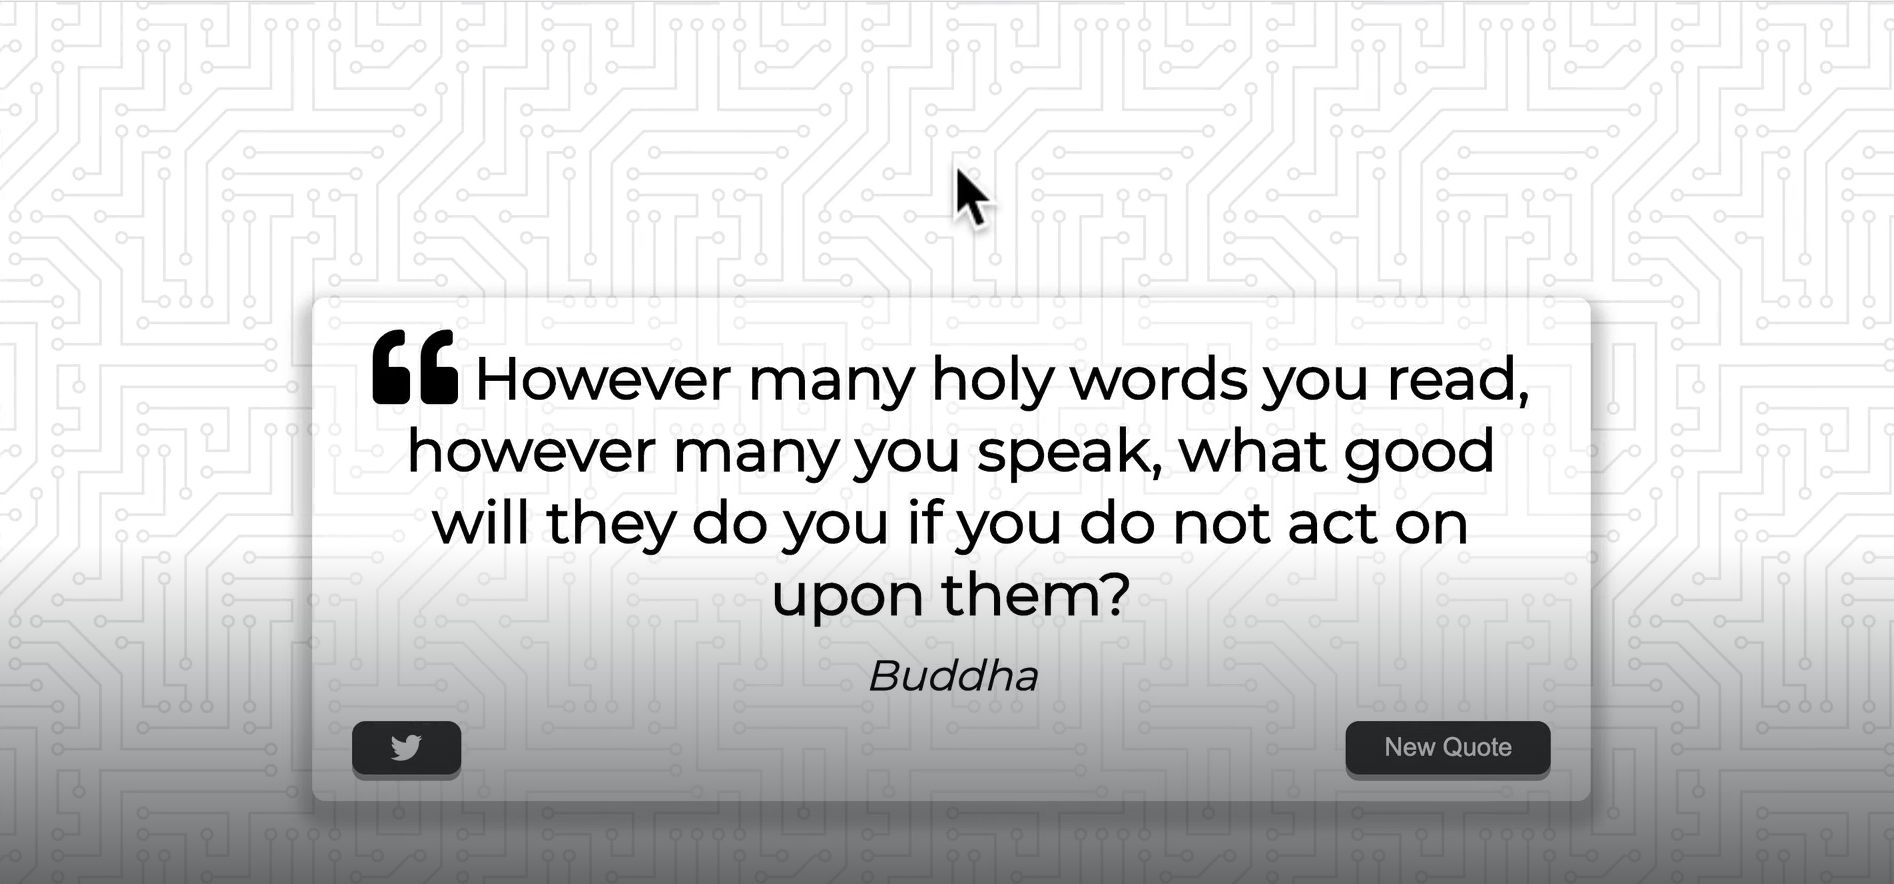 However many holy words you read,
however many you speak, what good
will they do you if you do not act on
upon them?
Buddha
New Quote